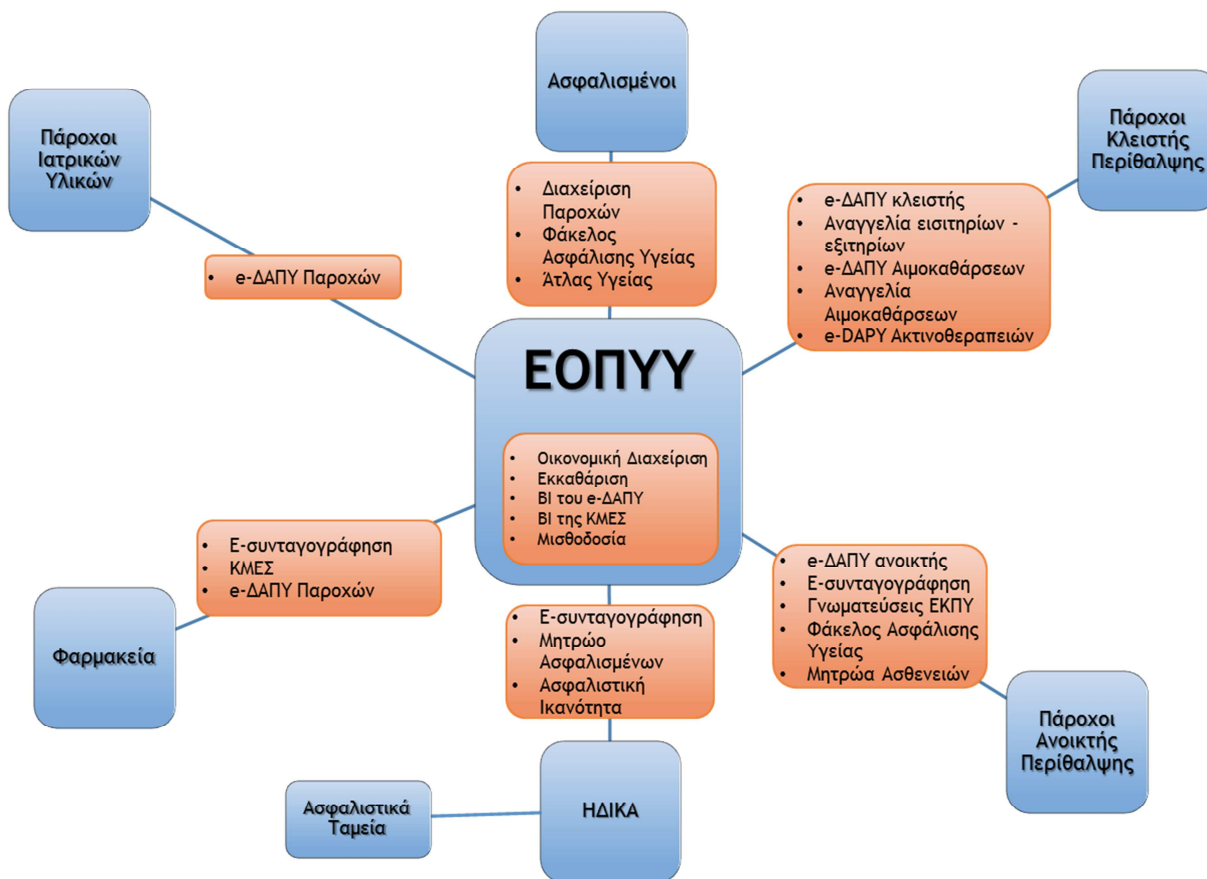 Ασφαλισμένοι
Πάροχοι
Ιατρικών
Υλικών
Πάροχοι
Κλειστής
Περίθαλψης
• Διαχείριση
Παροχών
• Φάκελος
Ασφάλισης Υγείας
• Άτλας Υγείας
• e-ΔΑΠΥ κλειστής
• Αναγγελία εισιτηρίων -
εξιτηρίων
• e-ΔΑΠΥ Αιμοκαθάρσεων
• Αναγγελία
Αιμοκαθάρσεων
• e-DAPY Ακτινοθεραπειών
• e-ΔΑΠΥ Παροχών
ΕΟΠΥΥ
• Οικονομική Διαχείριση
• Εκκαθάριση
• BI του e-ΔΑΠΥ
• BI της ΚΜΕΣ
• Μισθοδοσία
• Ε-συνταγογράφηση
• ΚΜΕΣ
• e-ΔΑΠΥ Παροχών
Φαρμακεία
• e-ΔΑΠΥ ανοικτής
• Ε-συνταγογράφηση
• Γνωματεύσεις ΕΚΠΥ
• Φάκελος Ασφάλισης
Υγείας
• Μητρώα Ασθενειών
• Ε-συνταγογράφηση
• Μητρώο
Ασφαλισμένων
• Ασφαλιστική
Ικανότητα
Πάροχοι
Ανοικτής
Περίθαλψης
Ασφαλιστικά
Ταμεία
ΗΔΙΚΑ